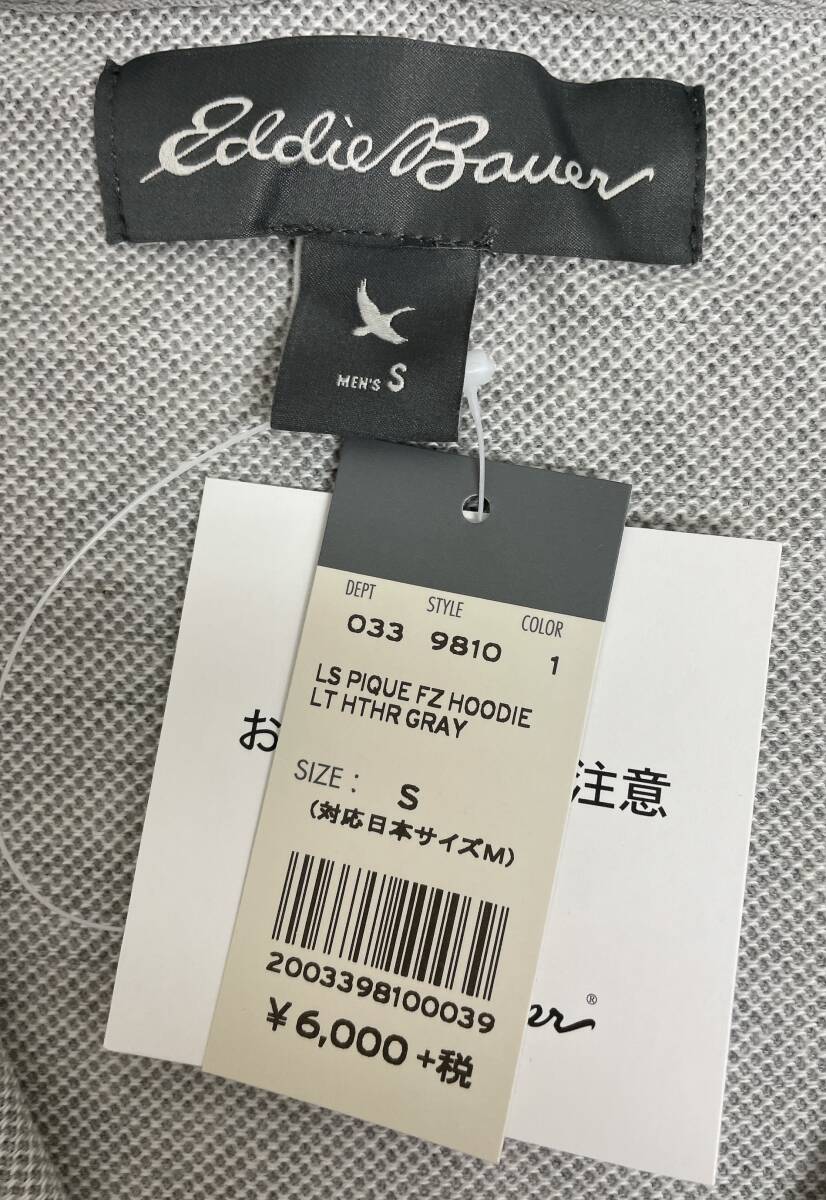 Eddie Bauer
MEN'S S
DEPT STYLE COLOR
033 9810 1
LS PIQUE FZ HOODIE
LT HTHR GRAY
SIZE : S
(対応日本サイズM)
2003398100039
¥6,000 +税
お
注意
er®